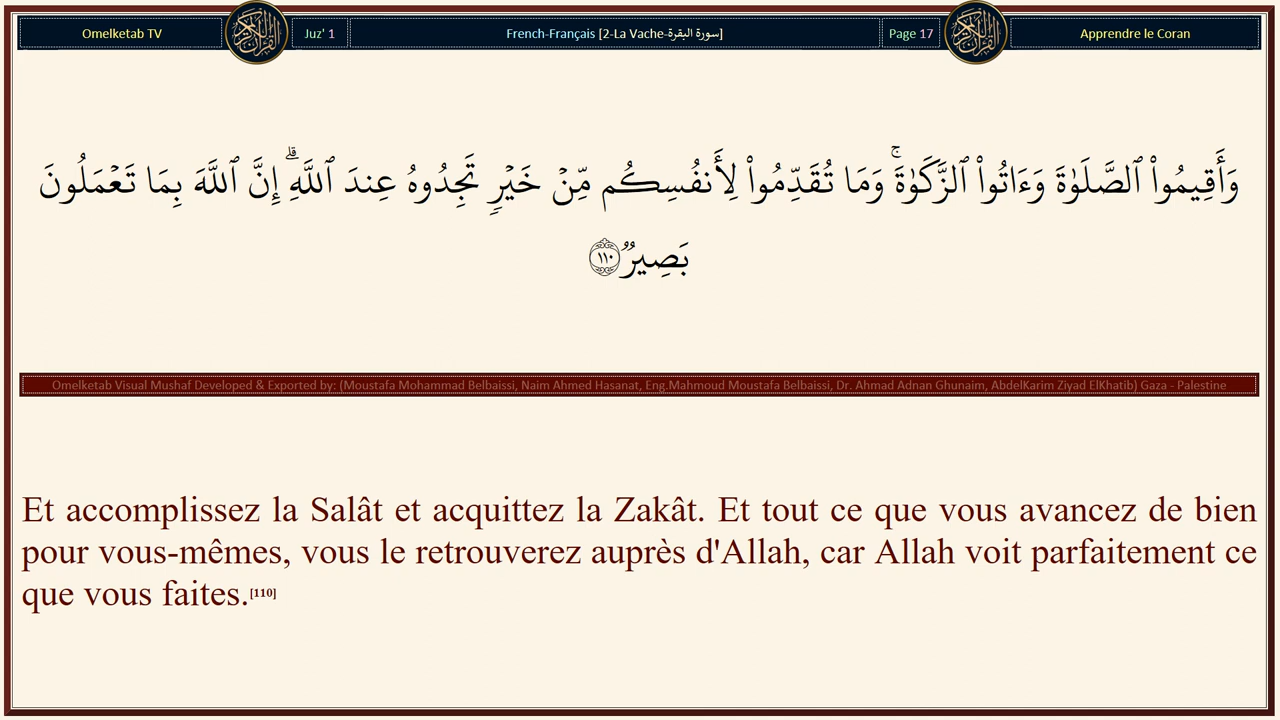 Omelketab TV
Juz' 1
French-Français [2-La Vache-سورة البقرة]
Page 17
Apprendre le Coran
وَأَقِيمُوا۟ ٱلصَّلَوٰةَ وَءَاتُوا۟ ٱلزَّكَوٰةَۚ وَمَا تُقَدِّمُوا۟ لِأَنفُسِكُم مِّنْ خَيْرٍۢ تَجِدُوهُ عِندَ ٱللَّهِۗ إِنَّ ٱللَّهَ بِمَا تَعْمَلُونَ
بَصِيرٌۭ ١١٠
Omelketab Visual Mushaf Developed & Exported by: (Moustafa Mohammad Belbaissi, Naim Ahmed Hasanat, Eng.Mahmoud Moustafa Belbaissi, Dr. Ahmad Adnan Ghunaim, AbdelKarim Ziyad ElKhatib) Gaza - Palestine
Et accomplissez la Salât et acquittez la Zakât. Et tout ce que vous avancez de bien
pour vous-mêmes, vous le retrouverez auprès d'Allah, car Allah voit parfaitement ce
que vous faites.[110]